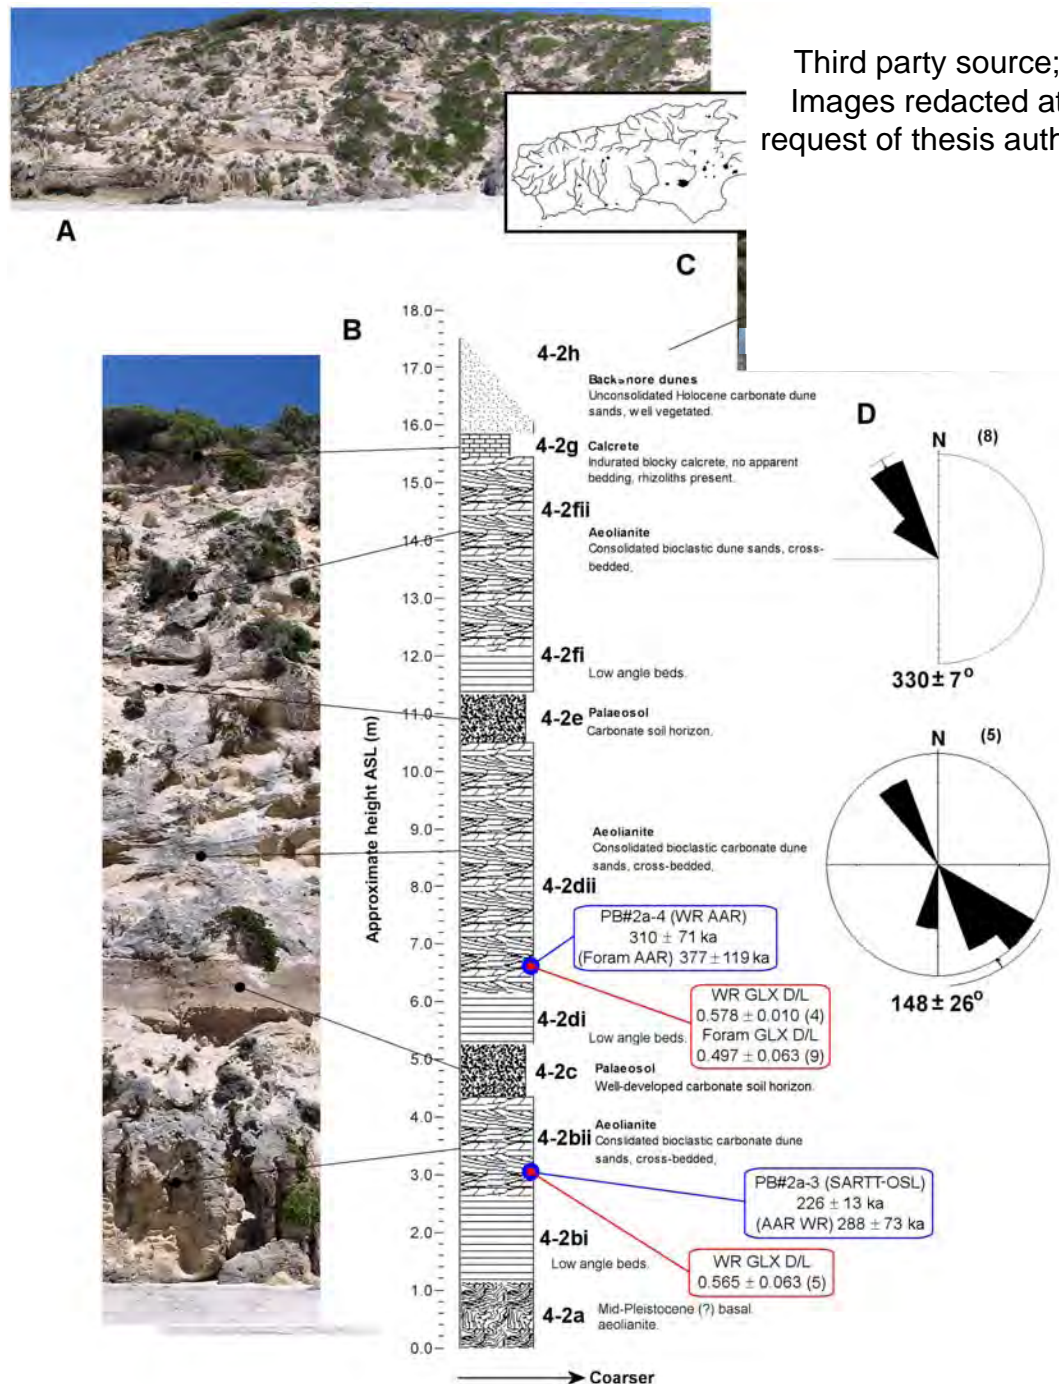 Third party source;
Images redacted at
request of thesis auth
A
C
B
18.0
17.0
16.0
15.0
14.0
13.0
12.0
11.0
10.0
9.0
8.0
7.0
6.0
5.0
4.0
3.0
2.0
1.0
0.0
Approximate height ASL (m)
4-2h
Backshore dunes
Unconsolidated Holocene carbonate dune
sands, well vegetated.
4-2g
Calcrete
Indurated blocky calcrete, no apparent
bedding, rhizoliths present.
4-2fii
Aeolianite
Consolidated bioclastic dune sands, cross-
bedded.
4-2fi
Low angle beds.
4-2e
Palaeosol
Carbonate soil horizon.
Aeolianite
Consolidated bioclastic carbonate dune
sands, cross-bedded.
4-2dii
PB#2a-4 (WR AAR)
310 ± 71 ka
(Foram AAR) 377 ± 119 ka
WR GLX D/L
0.578 ± 0.010 (4)
Foram GLX D/L
0.497 ± 0.063 (9)
4-2di
Low angle beds.
4-2c
Palaeosol
Well-developed carbonate soil horizon.
Aeolianite
4-2bii
Conslidated bioclastic carbonate dune
sands, cross-bedded.
PB#2a-3 (SARTT-OSL)
226 ± 13 ka
(AAR WR) 288 ± 73 ka
WR GLX D/L
0.565 ± 0.063 (5)
4-2bi
Low angle beds.
4-2a
Mid-Pleistocene (?) basal
aeolianite.
Coarser
D
N
(8)
330 ± 7°
N
(5)
148 ± 26°